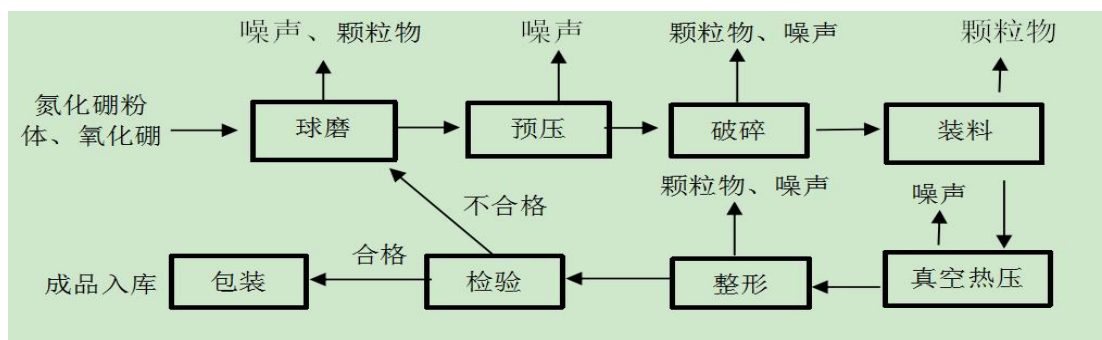 噪声、颗粒物
噪声
颗粒物、噪声
颗粒物
氮化硼粉
体、氧化硼
球磨
预压
破碎
装料
颗粒物、噪声
噪声
不合格
合格
成品入库
包装
检验
整形
真空热压